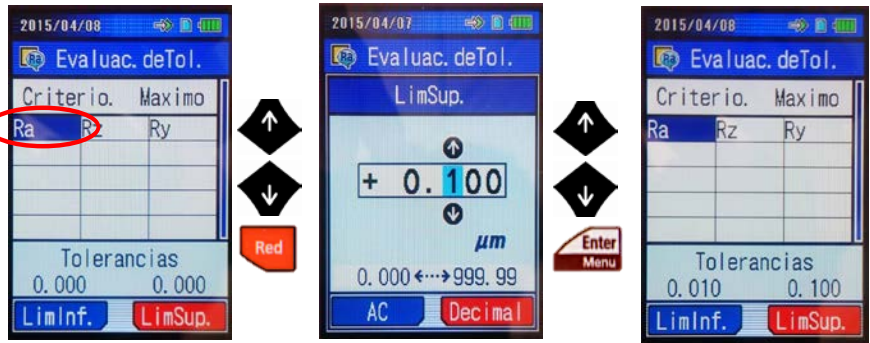 2015/04/08
Evaluac. deTol.
Criterio. Maximo
Ra Rz Ry
Tolerancias
0. 000 0. 000
LimInf. LimSup.
Red
2015/04/07
Evaluac. deTol.
LimSup.
+ 0. 100
µm
0. 000 ⇠⋯⇢ 999. 99
AC Decimal
Enter
Menu
2015/04/08
Evaluac. deTol.
Criterio. Maximo
Ra Rz Ry
Tolerancias
0. 010 0. 100
LimInf. LimSup.